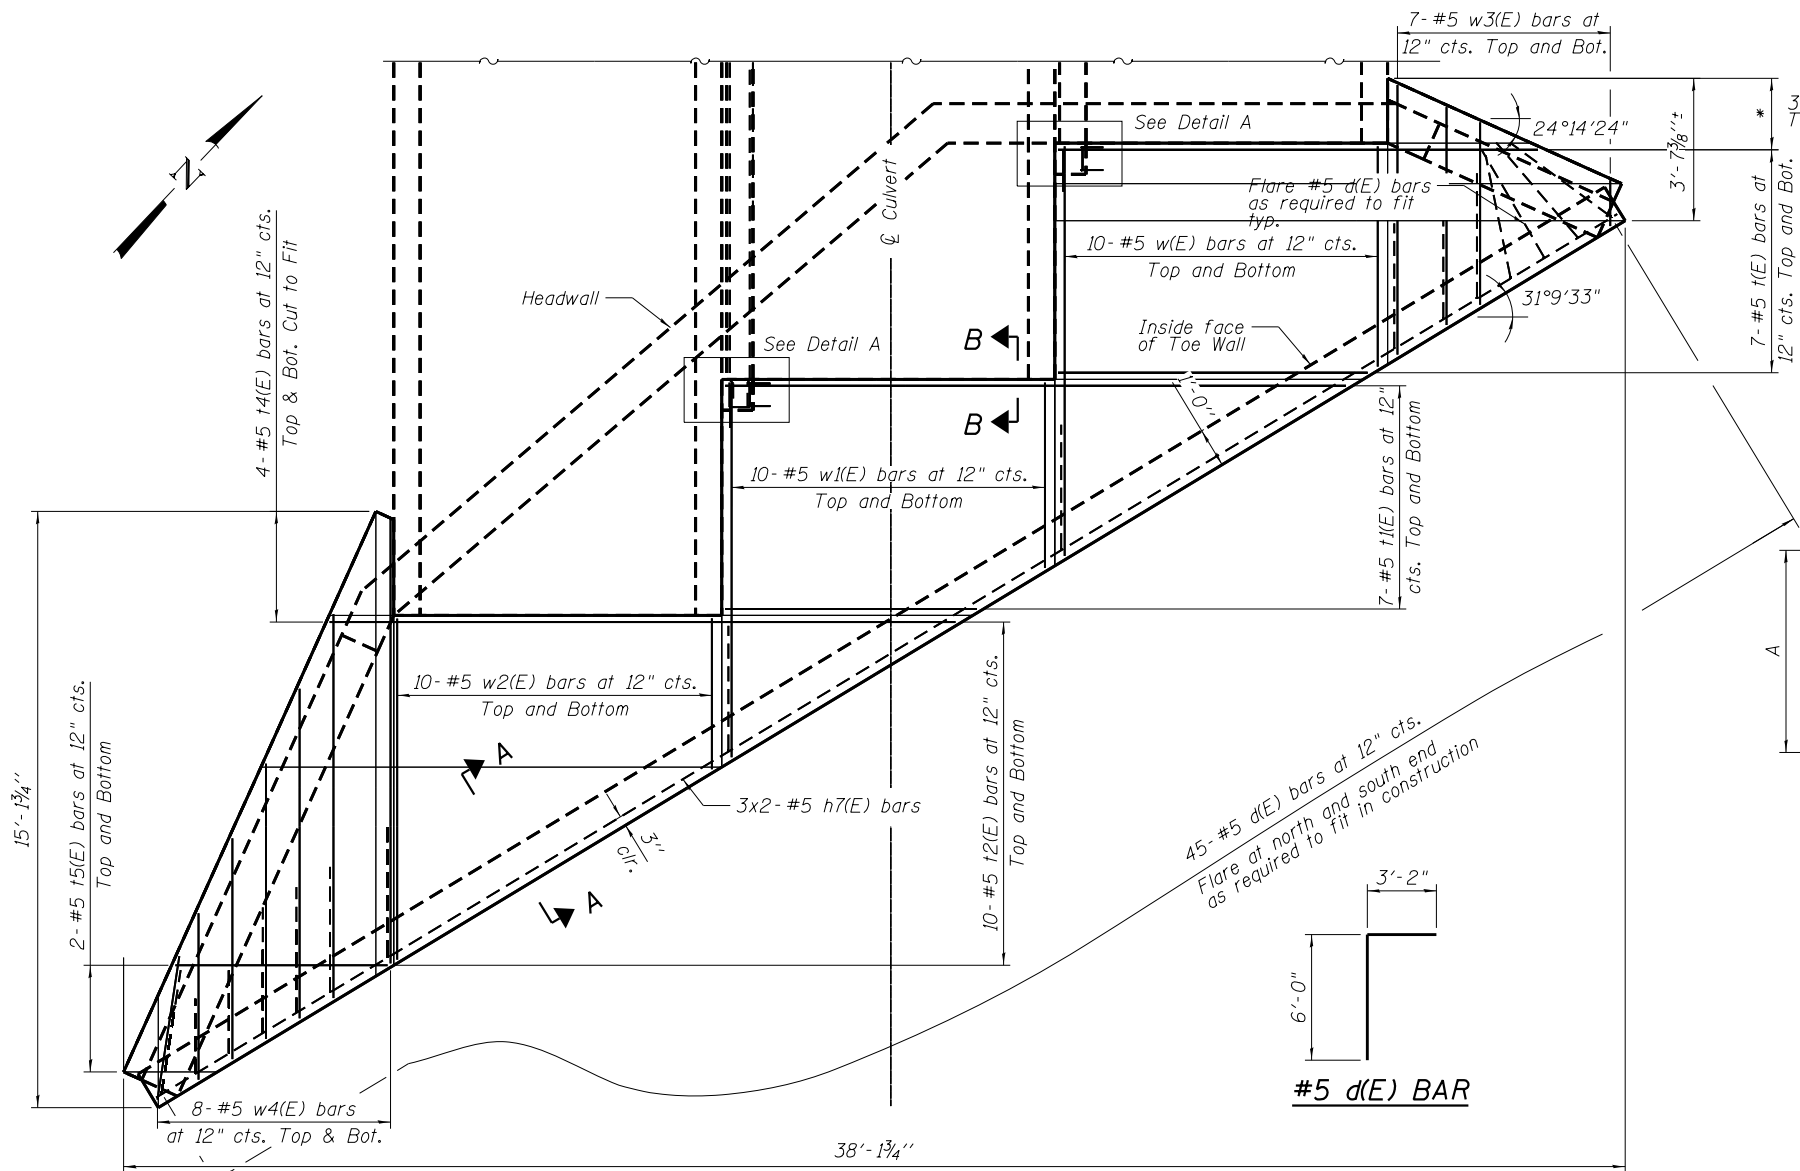 7- #5 w3(E) bars at
12" cts. Top and Bot.
See Detail A
24°14'24"
3'-7⅜"±
*
3
T
Flare #5 d(E) bars
as required to fit
typ.
7- #5 t(E) bars at
12" cts. Top and Bot.
10- #5 w(E) bars at 12" cts.
Top and Bottom
31°9'33"
N
℄ Culvert
4- #5 t4(E) bars at 12" cts.
Top & Bot. Cut to Fit
Headwall
See Detail A
B
B
Inside face
of Toe Wall
1'-0"
10- #5 w1(E) bars at 12" cts.
Top and Bottom
7- #5 t1(E) bars at 12"
cts. Top and Bottom
15'-1¾"
2- #5 t5(E) bars at 12" cts.
Top and Bottom
10- #5 w2(E) bars at 12" cts.
Top and Bottom
A
A
3x2- #5 h7(E) bars
3"
clr.
10- #5 t2(E) bars at 12" cts.
Top and Bottom
45- #5 d(E) bars at 12" cts.
Flare at north and south end
as required to fit in construction
A
3'-2"
6'-0"
#5 d(E) BAR
8- #5 w4(E) bars
at 12" cts. Top & Bot.
38'-1¾"